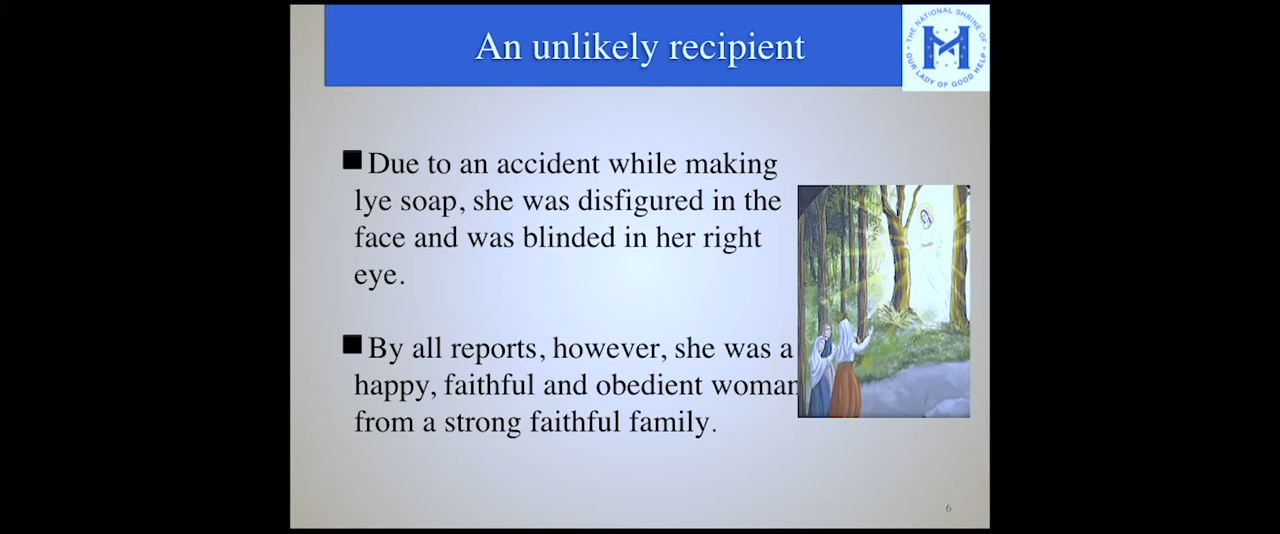 An unlikely recipient
THE NATIONAL SHRINE OF
OUR LADY OF GOOD HELP
Due to an accident while making
lye soap, she was disfigured in the
face and was blinded in her right
eye.
By all reports, however, she was a
happy, faithful and obedient woman
from a strong faithful family.
6